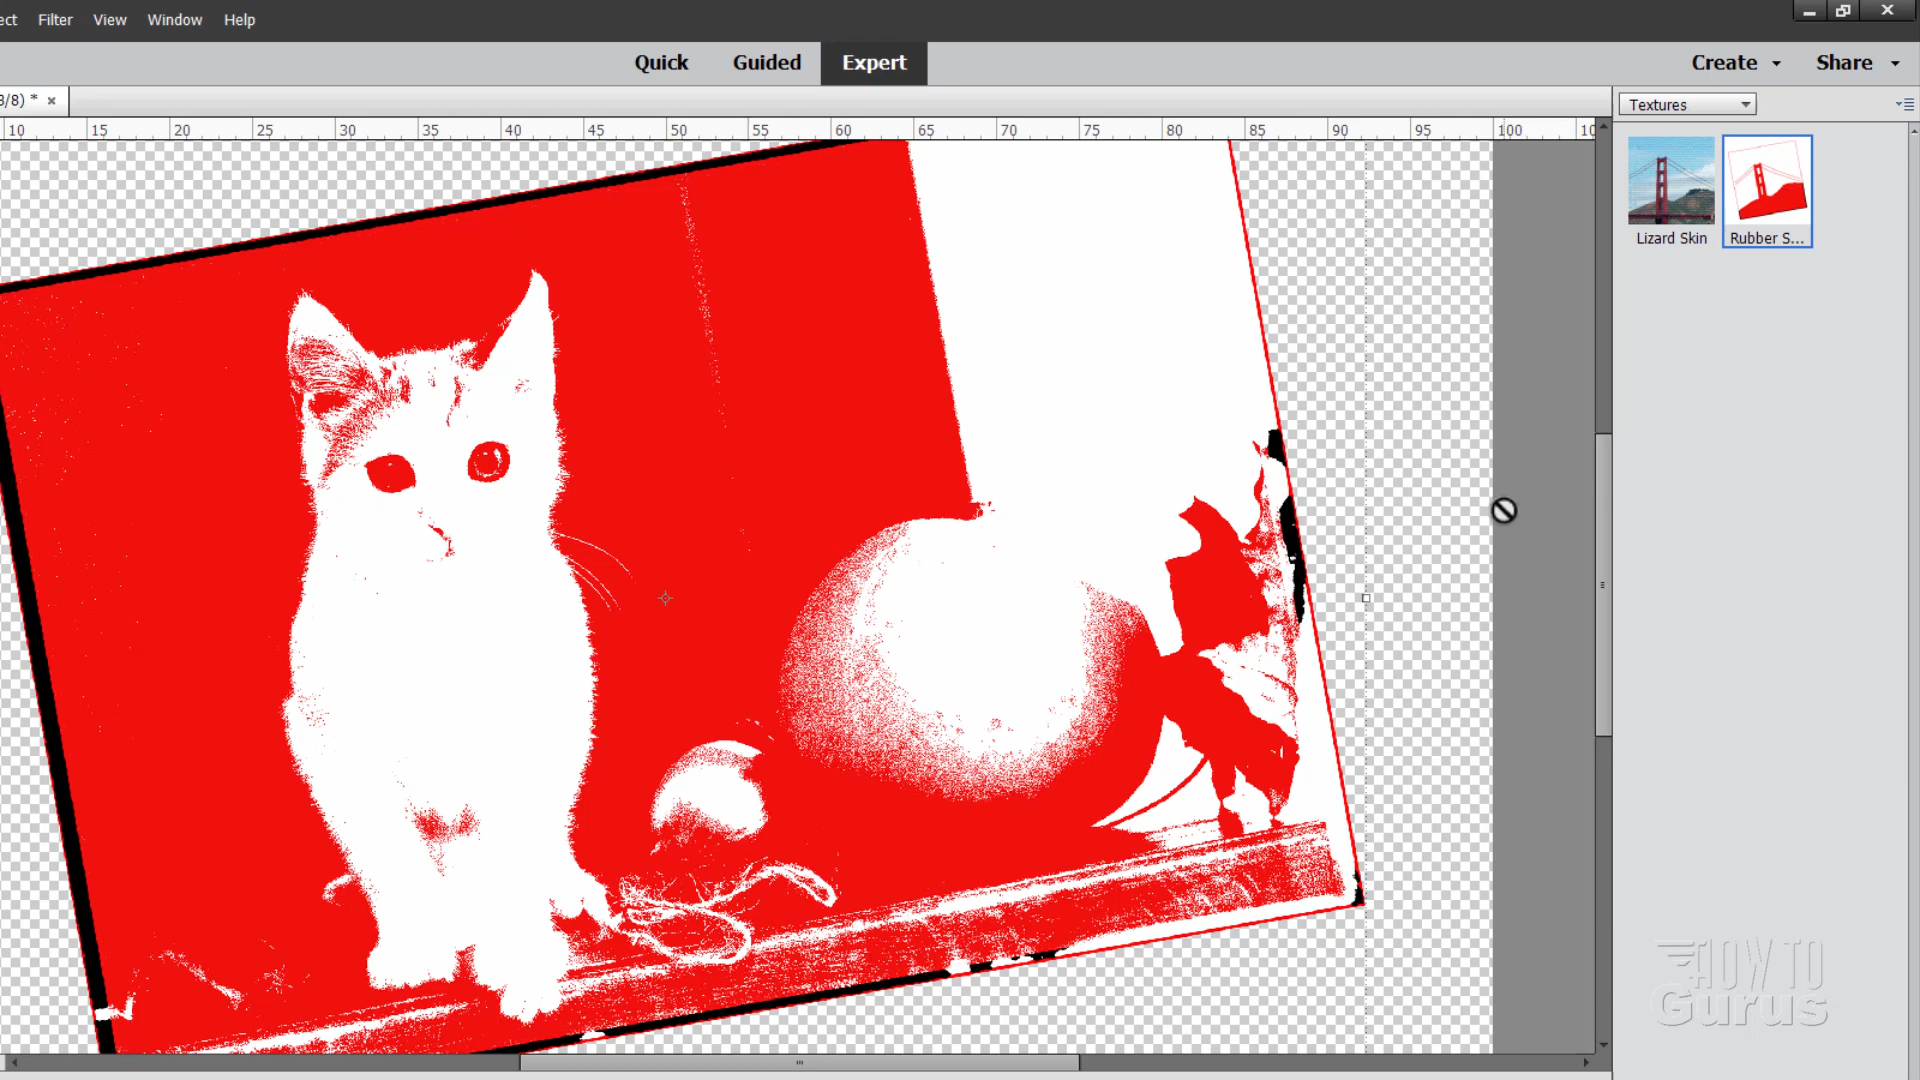 ect Filter View Window Help
Quick Guided Expert Create Share
3/8) * ×
Textures
10 15 20 25 30 35 40 45 50 55 60 65 70 75 80 85 90 95 100 10
Lizard Skin Rubber S...
HOW TO
Gurus